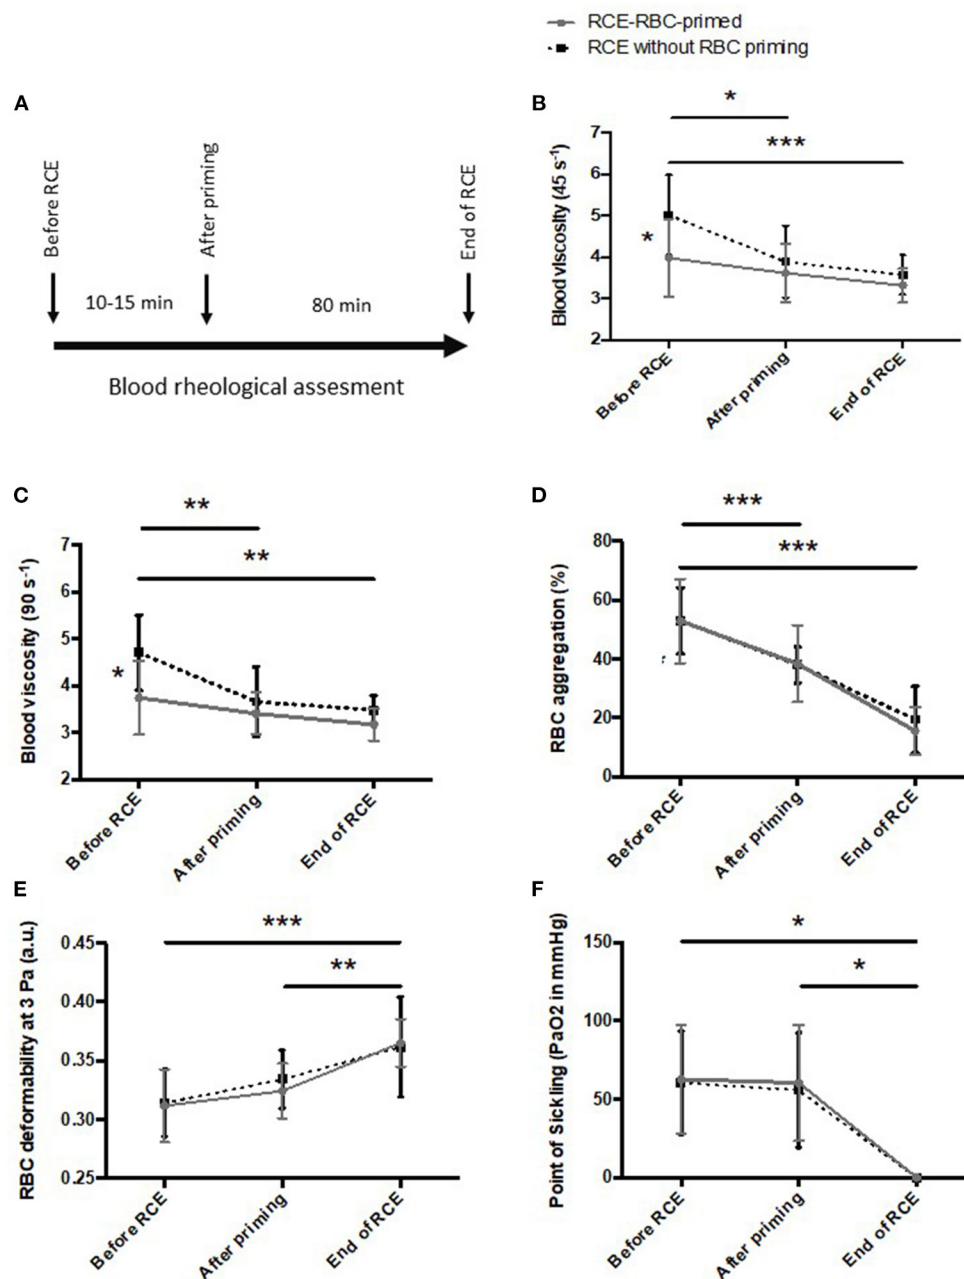 RCE-RBC-primed
RCE without RBC priming
A
Before RCE
After priming
End of RCE
10-15 min
80 min
Blood rheological assesment
B
*
***
*
Blood viscosity (45 s⁻¹)
7
6
5
4
3
2
Before RCE
After priming
End of RCE
C
**
**
*
Blood viscosity (90 s⁻¹)
7
6
5
4
3
2
Before RCE
After priming
End of RCE
D
***
***
RBC aggregation (%)
80
60
40
20
0
Before RCE
After priming
End of RCE
E
***
**
RBC deformability at 3 Pa (a.u.)
0.45
0.40
0.35
0.30
0.25
Before RCE
After priming
End of RCE
F
*
*
Point of Sickling (PaO2 in mmHg)
150
100
50
0
Before RCE
After priming
End of RCE